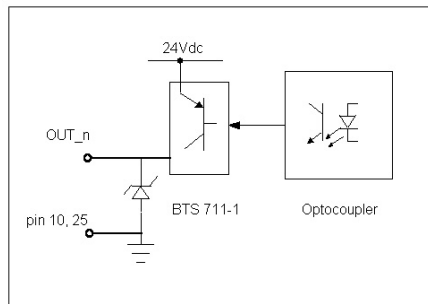 24Vdc
OUT_n
pin 10, 25
BTS 711-1
Optocoupler